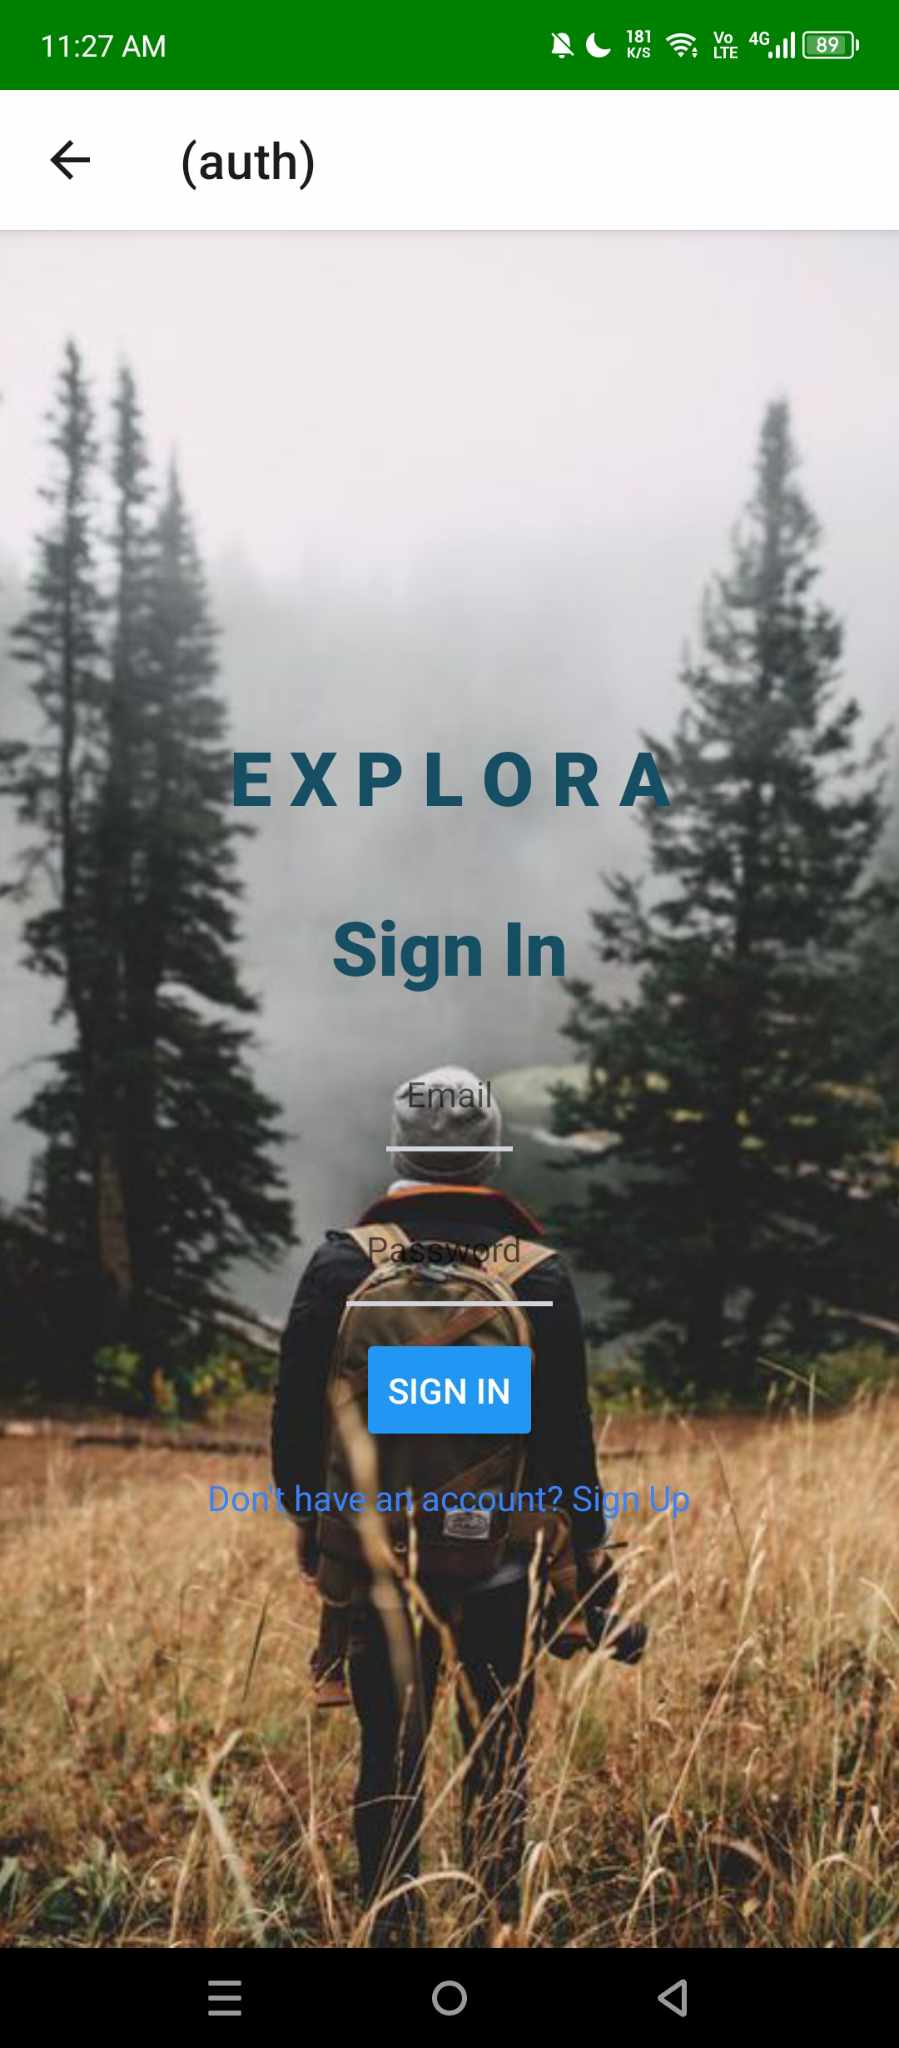 11:27 AM 181 K/S Vo LTE 4G 89
(auth)
EXPLORA
Sign In
Email
Password
SIGN IN
Don't have an account? Sign Up